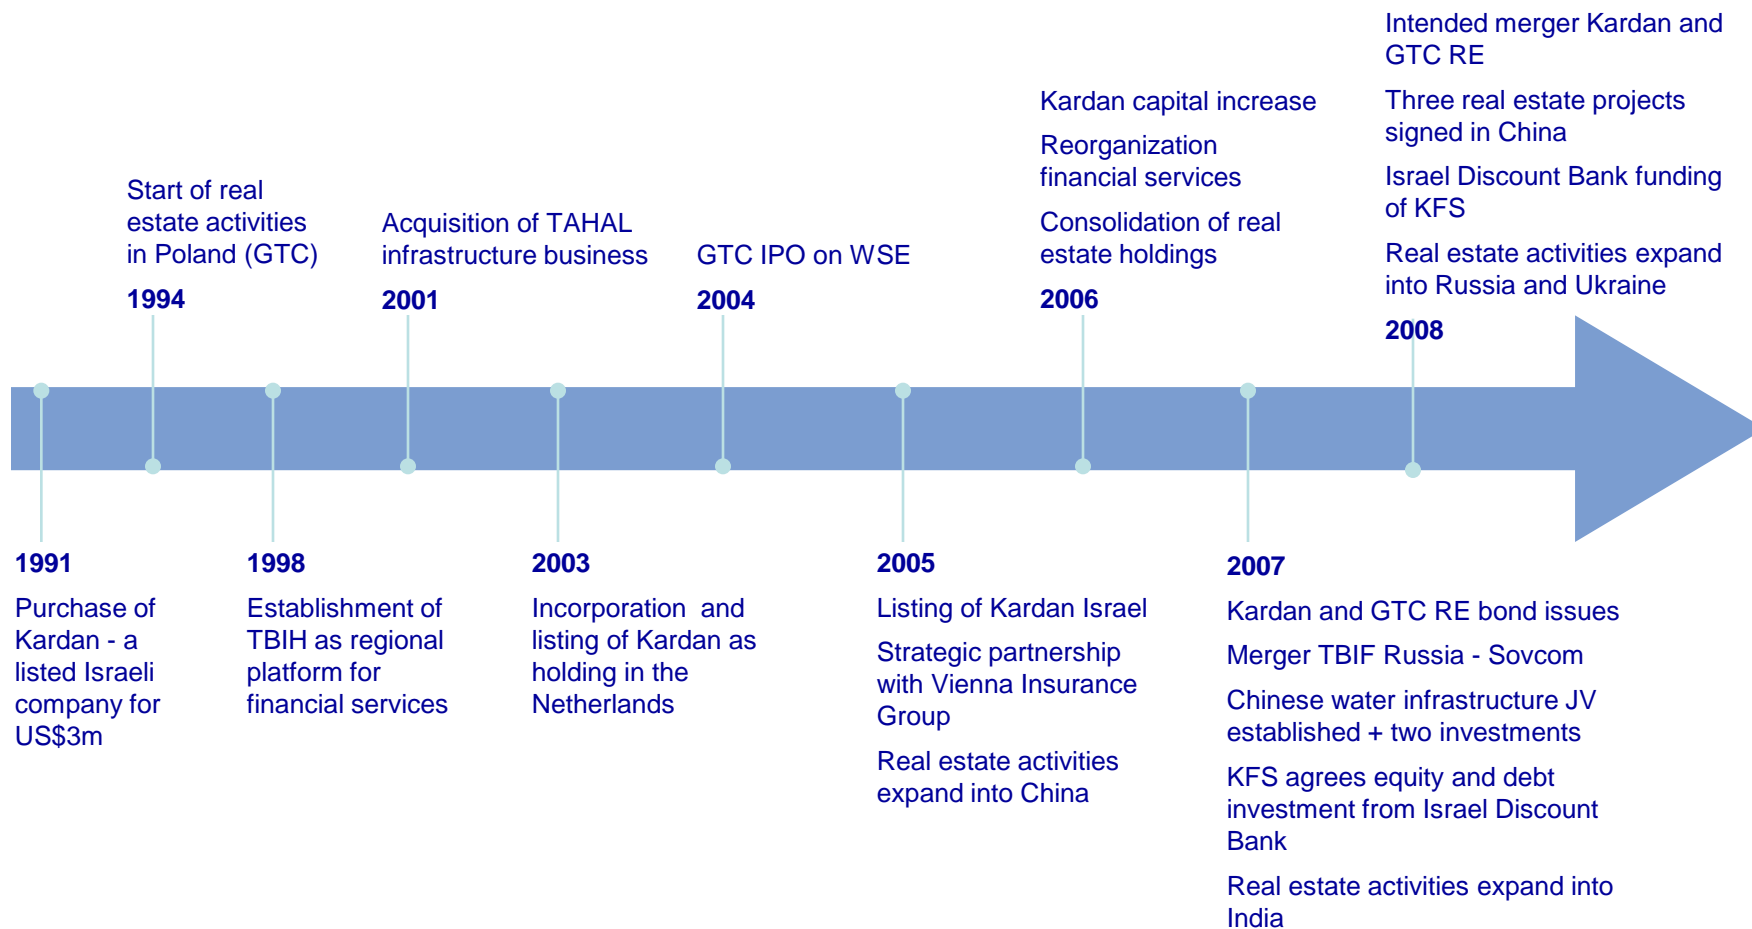 Start of real
estate activities
in Poland (GTC)
1994
Acquisition of TAHAL
infrastructure business
2001
GTC IPO on WSE
2004
Kardan capital increase
Reorganization
financial services
Consolidation of real
estate holdings
2006
Intended merger Kardan and
GTC RE
Three real estate projects
signed in China
Israel Discount Bank funding
of KFS
Real estate activities expand
into Russia and Ukraine
2008
1991
Purchase of
Kardan - a
listed Israeli
company for
US$3m
1998
Establishment of
TBIH as regional
platform for
financial services
2003
Incorporation  and
listing of Kardan as
holding in the
Netherlands
2005
Listing of Kardan Israel
Strategic partnership
with Vienna Insurance
Group
Real estate activities
expand into China
2007
Kardan and GTC RE bond issues
Merger TBIF Russia - Sovcom
Chinese water infrastructure JV
established + two investments
KFS agrees equity and debt
investment from Israel Discount
Bank
Real estate activities expand into
India